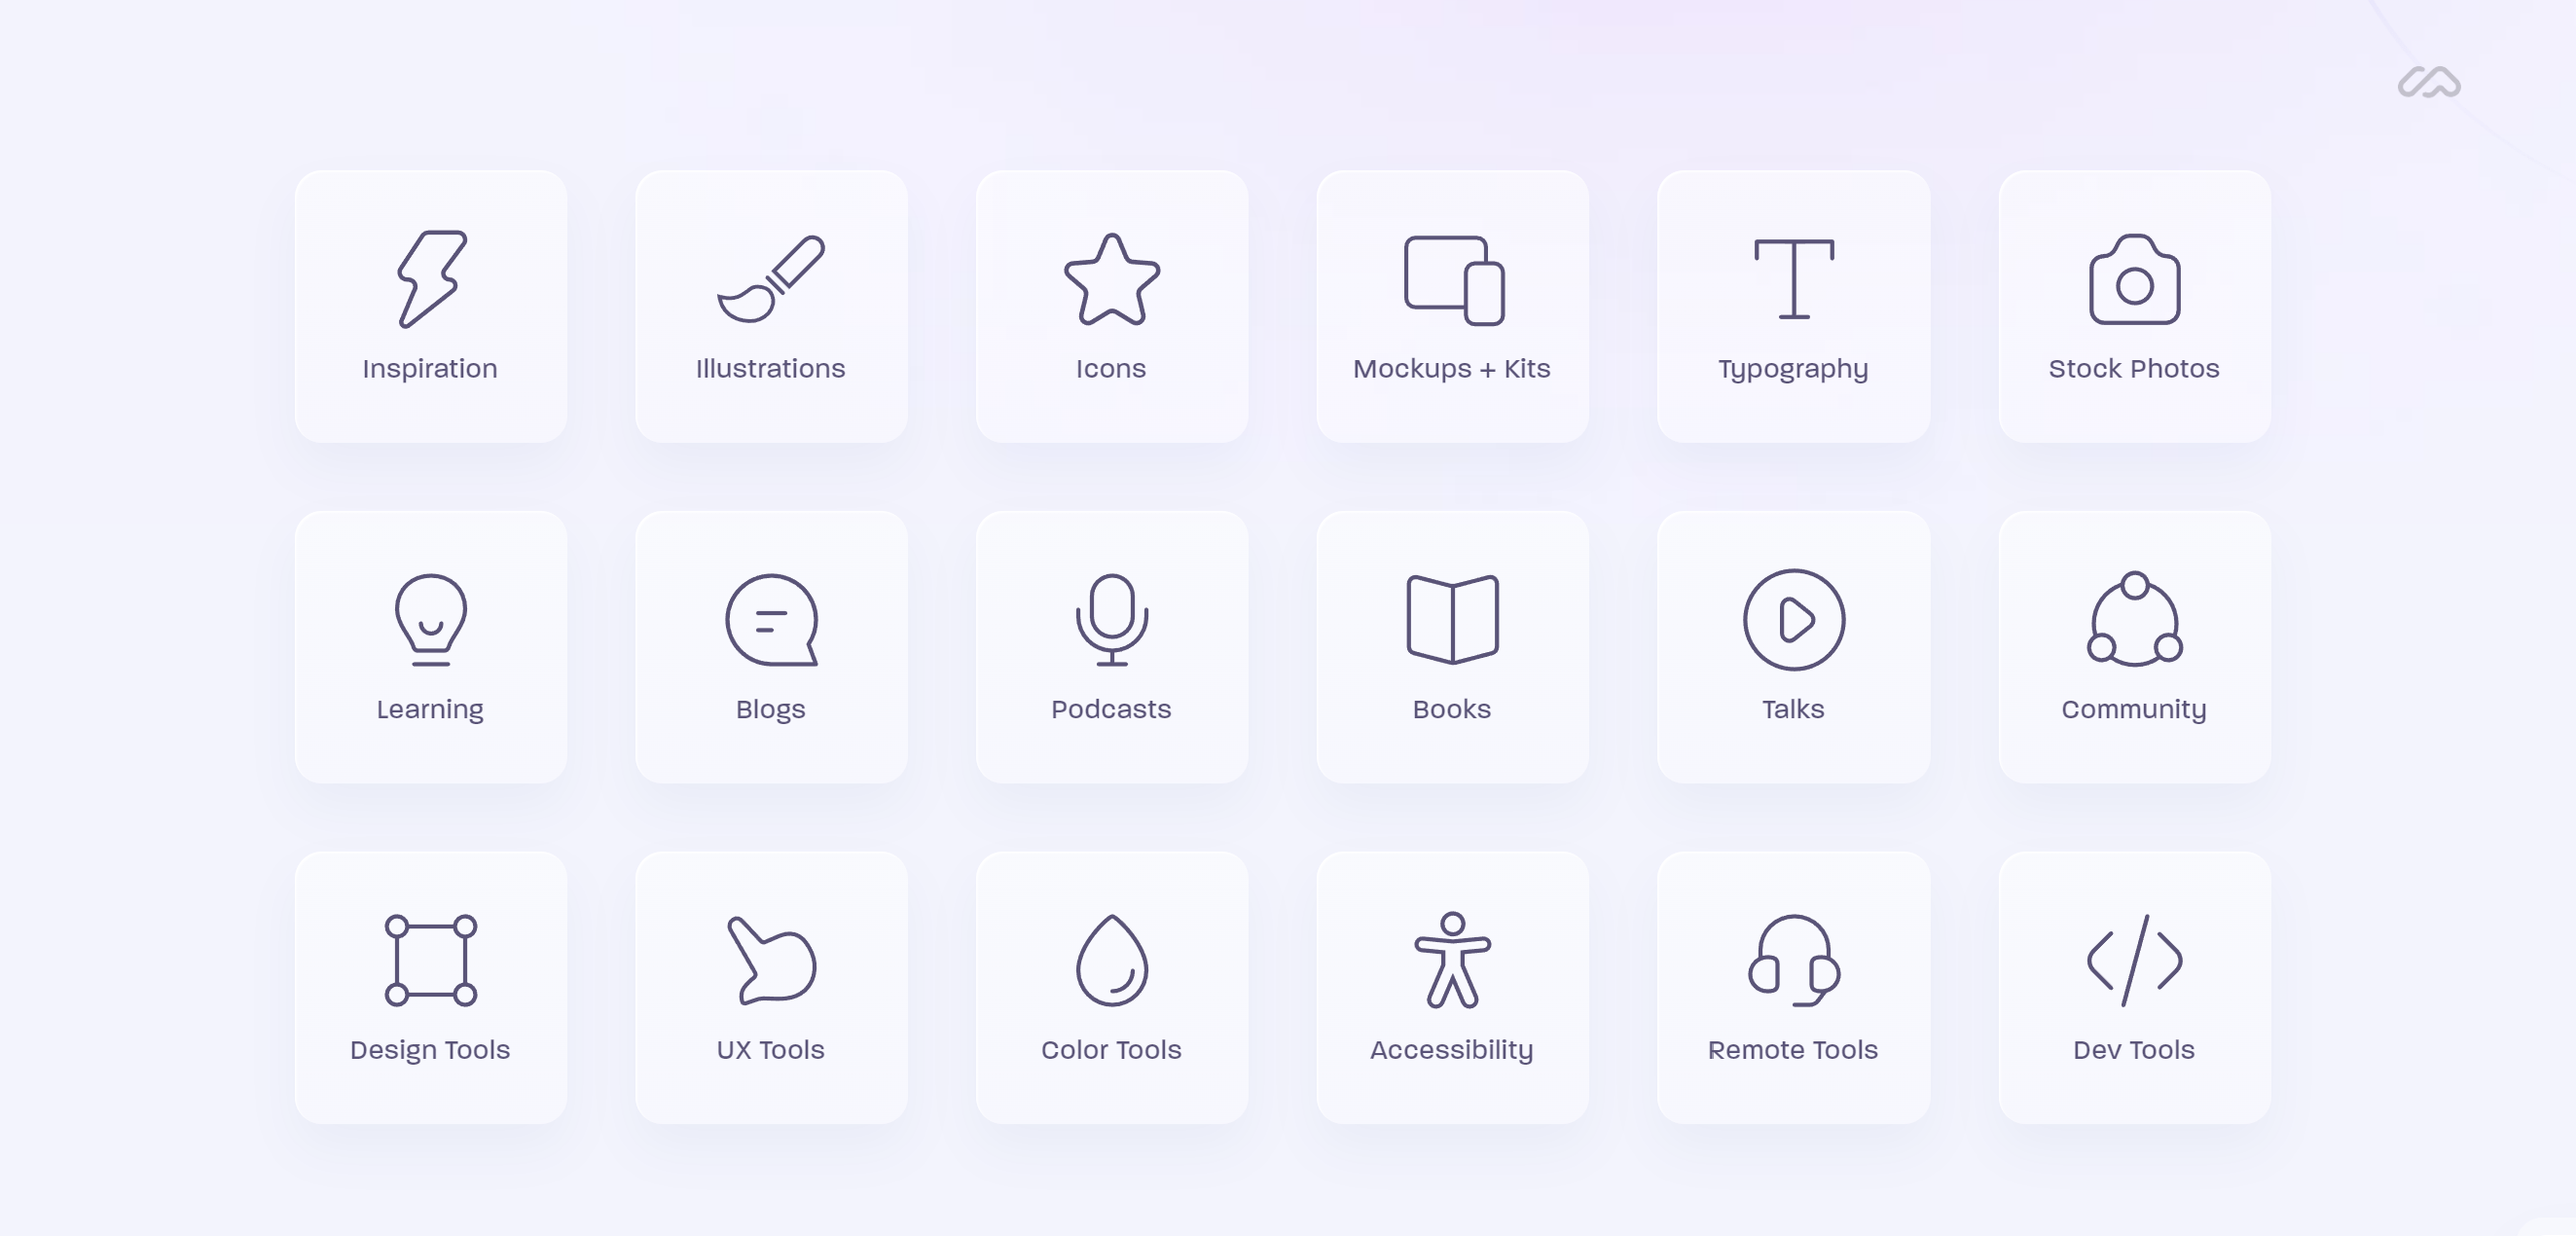 Inspiration
Illustrations
Icons
Mockups + Kits
Typography
Stock Photos
Learning
Blogs
Podcasts
Books
Talks
Community
Design Tools
UX Tools
Color Tools
Accessibility
Remote Tools
Dev Tools